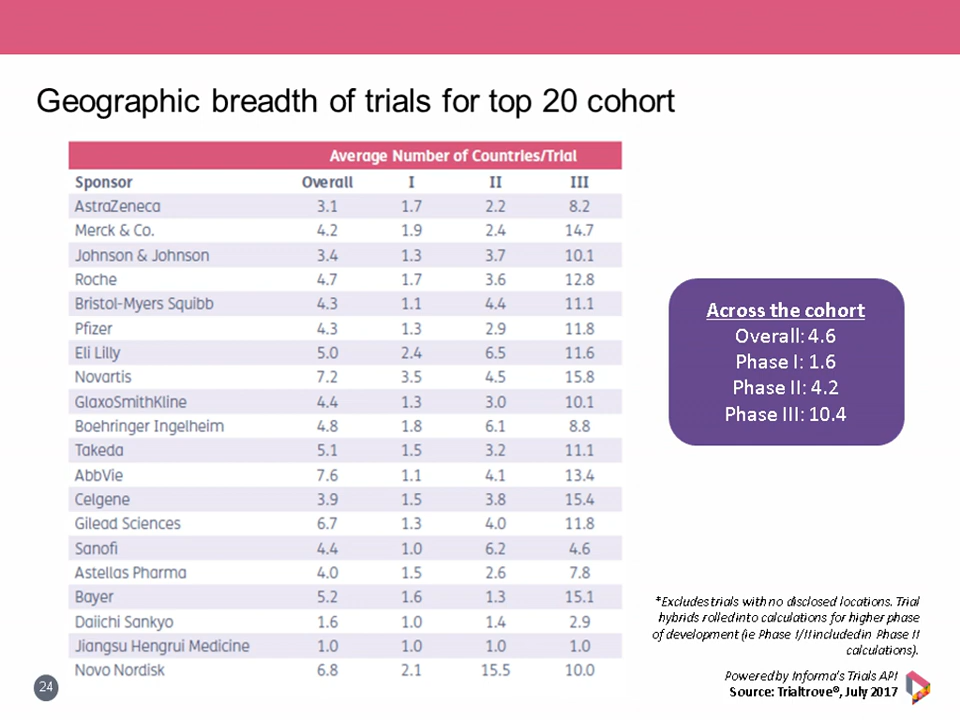 Geographic breadth of trials for top 20 cohort
Average Number of Countries/Trial
Sponsor Overall I II III
AstraZeneca 3.1 1.7 2.2 8.2
Merck & Co. 4.2 1.9 2.4 14.7
Johnson & Johnson 3.4 1.3 3.7 10.1
Roche 4.7 1.7 3.6 12.8
Bristol-Myers Squibb 4.3 1.1 4.4 11.1
Pfizer 4.3 1.3 2.9 11.8
Eli Lilly 5.0 2.4 6.5 11.6
Novartis 7.2 3.5 4.5 15.8
GlaxoSmithKline 4.4 1.3 3.0 10.1
Boehringer Ingelheim 4.8 1.8 6.1 8.8
Takeda 5.1 1.5 3.2 11.1
AbbVie 7.6 1.1 4.1 13.4
Celgene 3.9 1.5 3.8 15.4
Gilead Sciences 6.7 1.3 4.0 11.8
Sanofi 4.4 1.0 6.2 4.6
Astellas Pharma 4.0 1.5 2.6 7.8
Bayer 5.2 1.6 1.3 15.1
Daiichi Sankyo 1.6 1.0 1.4 2.9
Jiangsu Hengrui Medicine 1.0 1.0 1.0 1.0
Novo Nordisk 6.8 2.1 15.5 10.0
Across the cohort
Overall: 4.6
Phase I: 1.6
Phase II: 4.2
Phase III: 10.4
*Excludes trials with no disclosed locations. Trial
hybrids rolled into calculations for higher phase
of development (ie Phase I/II included in Phase II
calculations).
Powered by Informa's Trials API
Source: Trialtrove®, July 2017
24